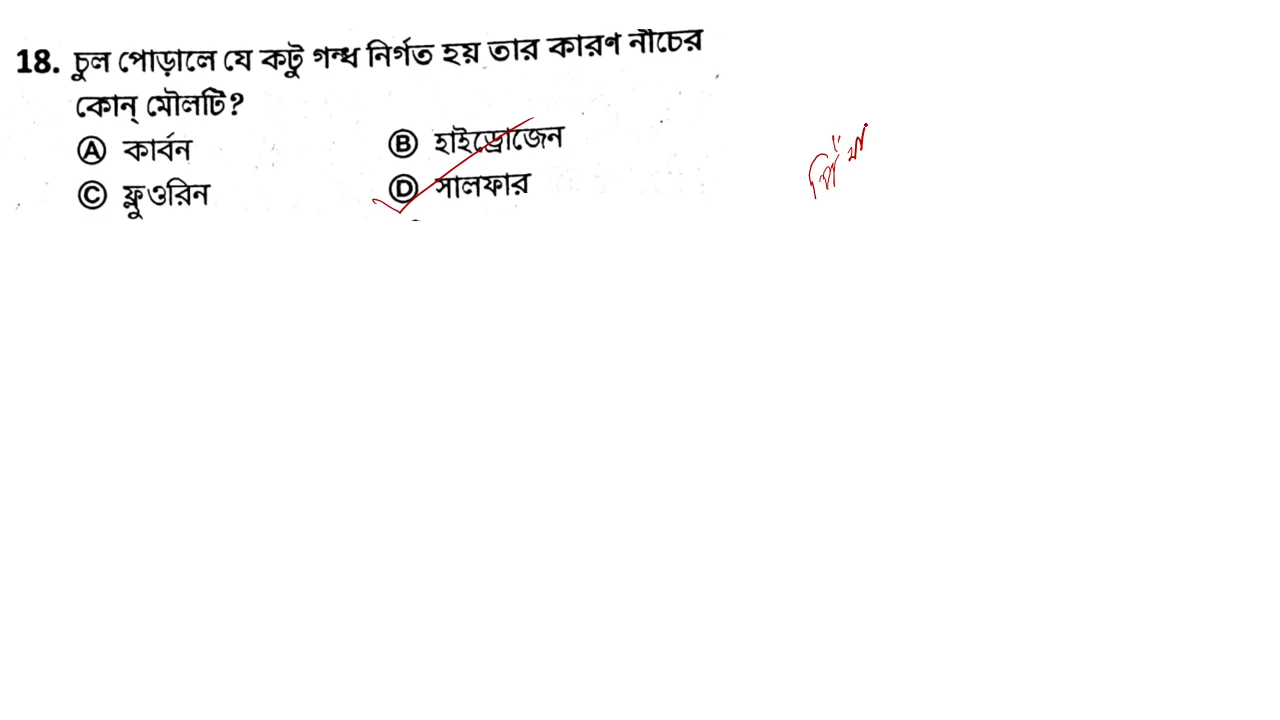 18. চুল পোড়ালে যে কটু গন্ধ নির্গত হয় তার কারণ নীচের
কোন্ মৌলটি?
Ⓐ কার্বন Ⓑ হাইড্রোজেন
Ⓒ ফ্লুওরিন Ⓓ সালফার